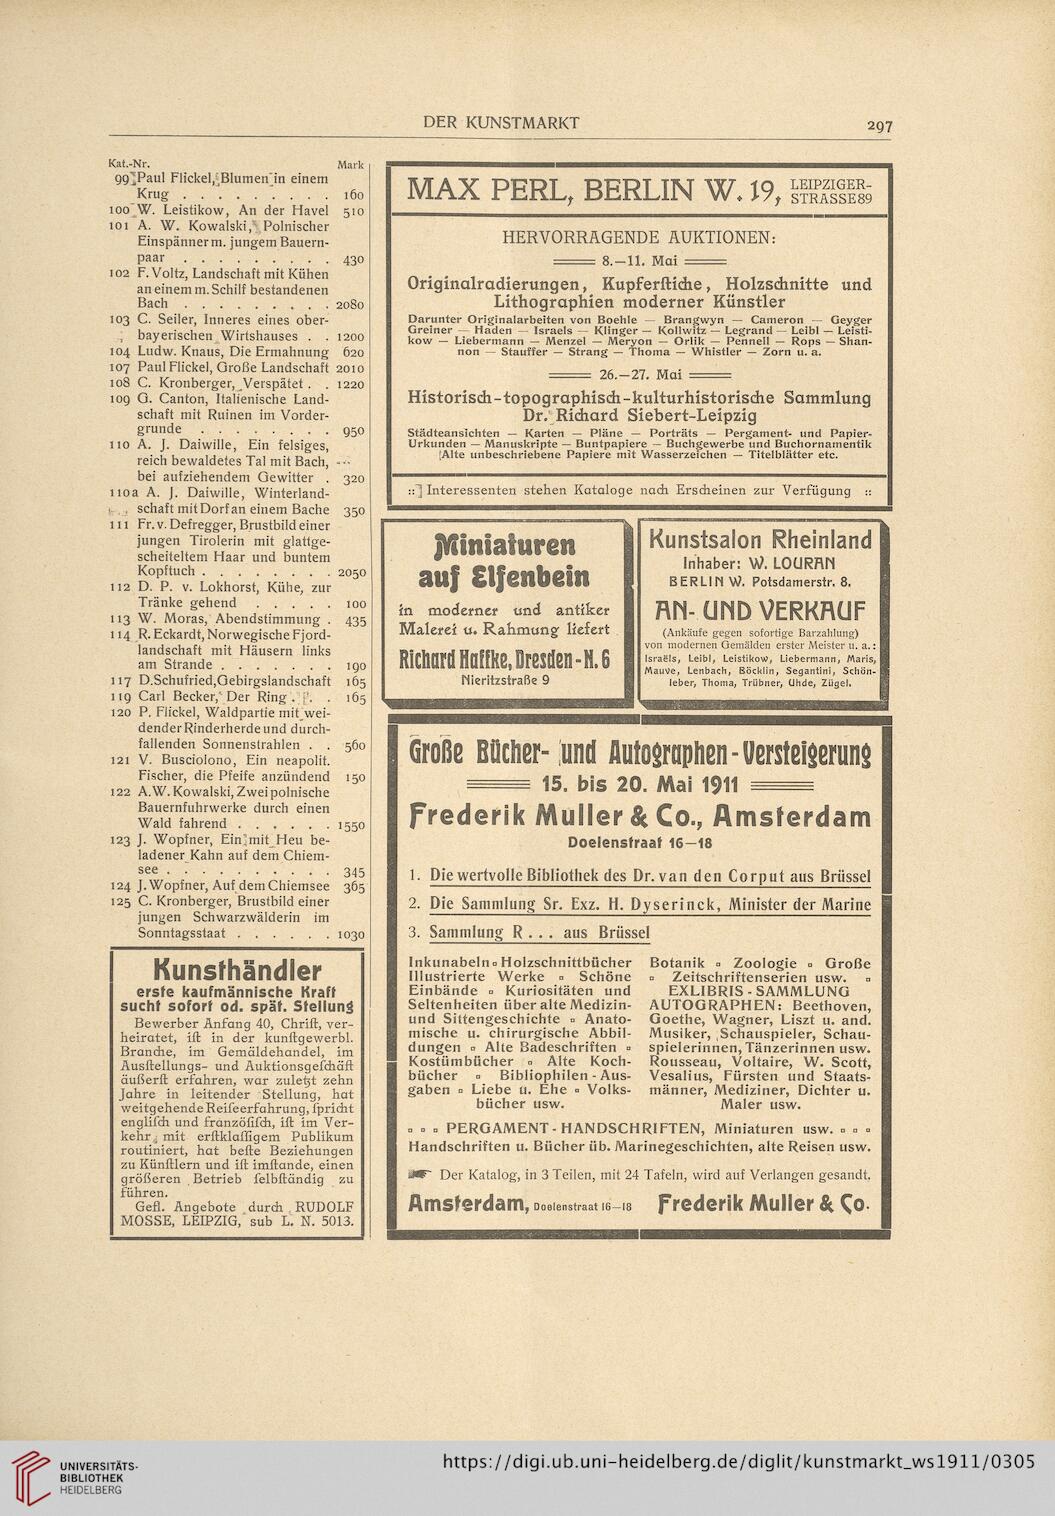 DER KUNSTMARKT
297
Kat.-Nr. Mark
99 Paul Flickel, Blumen in einem
Krug . . . . . . . . . 160
100 W. Leistikow, An der Havel 510
101 A. W. Kowalski, Polnischer
Einspänner m. jungem Bauern-
paar . . . . . . . . . 430
102 F. Voltz, Landschaft mit Kühen
an einem m. Schilf bestandenen
Bach . . . . . . . . . 2080
103 C. Seiler, Inneres eines ober-
bayerischen Wirtshauses . . 1200
104 Ludw. Knaus, Die Ermahnung 620
107 Paul Flickel, Große Landschaft 2010
108 C. Kronberger, Verspätet . . 1220
109 G. Canton, Italienische Land-
schaft mit Ruinen im Vorder-
grunde . . . . . . . . 950
110 A. J. Daiwille, Ein felsiges,
reich bewaldetes Tal mit Bach,
bei aufziehendem Gewitter . 320
110a A. J. Daiwille, Winterland-
schaft mit Dorf an einem Bache 350
111 Fr. v. Defregger, Brustbild einer
jungen Tirolerin mit glattge-
scheiteltem Haar und buntem
Kopftuch . . . . . . . . 2050
112 D. P. v. Lokhorst, Kühe, zur
Tränke gehend . . . . . 100
113 W. Moras, Abendstimmung . 435
114 R. Eckardt, Norwegische Fjord-
landschaft mit Häusern links
am Strande . . . . . . . 190
117 D. Schufried, Gebirgslandschaft 165
119 Carl Becker, Der Ring . . . 165
120 P. Flickel, Waldpartie mit wei-
dender Rinderherde und durch-
fallenden Sonnenstrahlen . . 560
121 V. Busciolono, Ein neapolit.
Fischer, die Pfeife anzündend 150
122 A. W. Kowalski, Zwei polnische
Bauernfuhrwerke durch einen
Wald fahrend . . . . . . 1550
123 J. Wopfner, Ein mit Heu be-
ladener Kahn auf dem Chiem-
see . . . . . . . . . . 345
124 J. Wopfner, Auf dem Chiemsee 365
125 C. Kronberger, Brustbild einer
jungen Schwarzwälderin im
Sonntagsstaat . . . . . . 1030
Kunsthändler
erste kaufmännische Kraft
sucht sofort od. spät. Stellung
Bewerber Anfang 40, Christ, ver-
heiratet, ist in der kunstgewerbl.
Branche, im Gemäldehandel, im
Ausstellungs- und Auktionsgeschäft
äußerst erfahren, war zuletzt zehn
Jahre in leitender Stellung, hat
weitgehende Reiseerfahrung, spricht
englisch und französisch, ist im Ver-
kehr mit erstklassigem Publikum
routiniert, hat beste Beziehungen
zu Künstlern und ist imstande, einen
größeren Betrieb selbständig zu
führen.
Gefl. Angebote durch RUDOLF
MOSSE, LEIPZIG, sub L. N. 5013.
MAX PERL, BERLIN W. 19, LEIPZIGER-
STRASSE 89
HERVORRAGENDE AUKTIONEN:
8.—11. Mai
Originalradierungen, Kupferstiche, Holzschnitte und
Lithographien moderner Künstler
Darunter Originalarbeiten von Boehle — Brangwyn — Cameron — Geyger
Greiner — Haden — Israels — Klinger — Kollwitz — Legrand — Leibl — Leisti-
kow — Liebermann — Menzel — Meryon — Orlik — Pennell — Rops — Shan-
non — Stauffer — Strang — Thoma — Whistler — Zorn u. a.
26.—27. Mai
Historisch-topographisch-kulturhistorische Sammlung
Dr. Richard Siebert-Leipzig
Städteansichten — Karten — Pläne — Porträts — Pergament- und Papier-
Urkunden — Manuskripte — Buntpapiere — Buchgewerbe und Buchornamentik
Alte unbeschriebene Papiere mit Wasserzeichen — Titelblätter etc.
:: Interessenten stehen Kataloge nach Erscheinen zur Verfügung ::
Miniaturen
auf Elfenbein
in moderner und antiker
Malerei u. Rahmung liefert
Richard Haffke, Dresden-N. 6
Nieritzstraße 9
Kunstsalon Rheinland
Inhaber: W. LOURAN
BERLIN W. Potsdamerstr. 8.
AN- UND VERKAUF
(Ankäufe gegen sofortige Barzahlung)
von modernen Gemälden erster Meister u. a.:
Israëls, Leibl, Leistikow, Liebermann, Maris,
Mauve, Lenbach, Böcklin, Segantini, Schön-
leber, Thoma, Trübner, Uhde, Zügel.
Große Bücher- und Autographen-Versteigerung
15. bis 20. Mai 1911
Frederik Muller & Co., Amsterdam
Doelenstraat 16—18
1. Die wertvolle Bibliothek des Dr. van den Corput aus Brüssel
2. Die Sammlung Sr. Exz. H. Dyserinck, Minister der Marine
3. Sammlung R... aus Brüssel
Inkunabeln ▫ Holzschnittbücher
Illustrierte Werke ▫ Schöne
Einbände ▫ Kuriositäten und
Seltenheiten über alte Medizin-
und Sittengeschichte ▫ Anato-
mische u. chirurgische Abbil-
dungen ▫ Alte Badeschriften ▫
Kostümbücher ▫ Alte Koch-
bücher ▫ Bibliophilen-Aus-
gaben ▫ Liebe u. Ehe ▫ Volks-
bücher usw.
Botanik ▫ Zoologie ▫ Große
▫ Zeitschriftenserien usw. ▫
EXLIBRIS-SAMMLUNG
AUTOGRAPHEN: Beethoven,
Goethe, Wagner, Liszt u. and.
Musiker, Schauspieler, Schau-
spielerinnen, Tänzerinnen usw.
Rousseau, Voltaire, W. Scott,
Vesalius, Fürsten und Staats-
männer, Mediziner, Dichter u.
Maler usw.
▫ ▫ ▫ PERGAMENT-HANDSCHRIFTEN, Miniaturen usw. ▫ ▫ ▫
Handschriften u. Bücher üb. Marinegeschichten, alte Reisen usw.
☛ Der Katalog, in 3 Teilen, mit 24 Tafeln, wird auf Verlangen gesandt.
Amsterdam, Doelenstraat 16—18 Frederik Muller & Co.
UNIVERSITÄTS-
BIBLIOTHEK
HEIDELBERG
https://digi.ub.uni-heidelberg.de/diglit/kunstmarkt_ws1911/0305